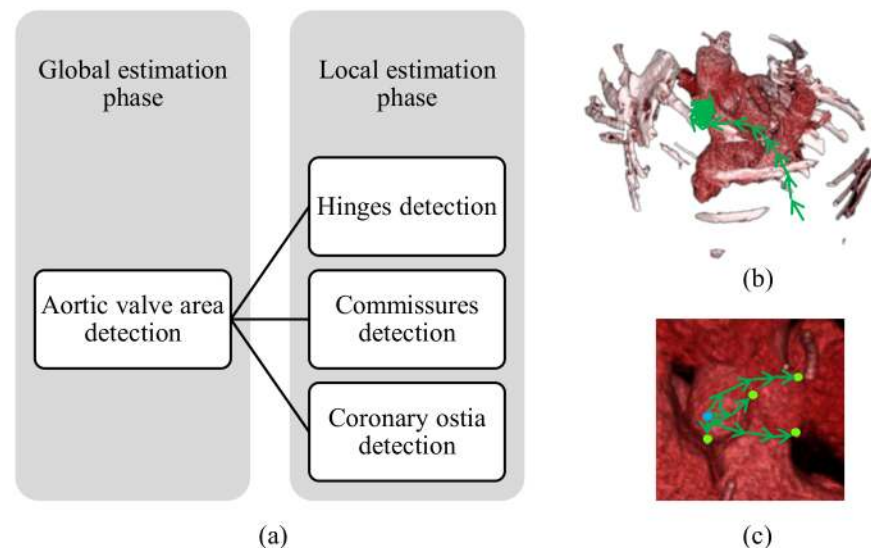 Global estimation
phase
Local estimation
phase
Hinges detection
Aortic valve area
detection
Commissures
detection
Coronary ostia
detection
(a)
(b)
(c)